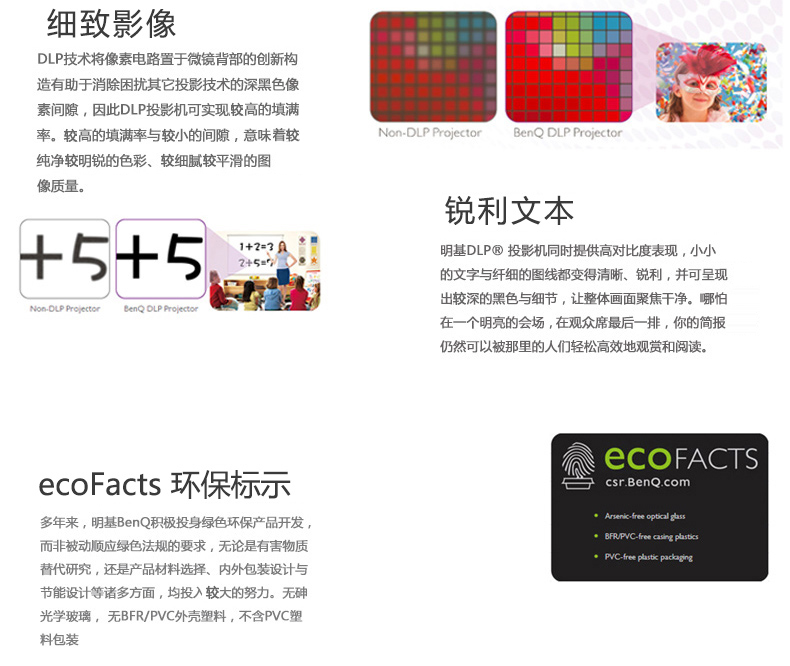 细致影像
DLP技术将像素电路置于微镜背部的创新构
造有助于消除困扰其它投影技术的深黑色像
素间隙，因此DLP投影机可实现较高的填满
率。较高的填满率与较小的间隙，意味着较
纯净较明锐的色彩、较细腻较平滑的图
像质量。
Non-DLP Projector
BenQ DLP Projector
锐利文本
明基DLP® 投影机同时提供高对比度表现，小小
的文字与纤细的图线都变得清晰、锐利，并可呈现
出较深的黑色与细节，让整体画面聚焦干净。哪怕
在一个明亮的会场，在观众席最后一排，你的简报
仍然可以被那里的人们轻松高效地观赏和阅读。
+5
+5
1+2=3
2+5=7
Non-DLP Projector
BenQ DLP Projector
ecoFacts 环保标示
多年来，明基BenQ积极投身绿色环保产品开发，
而非被动顺应绿色法规的要求，无论是有害物质
替代研究，还是产品材料选择、内外包装设计与
节能设计等诸多方面，均投入较大的努力。无砷
光学玻璃， 无BFR/PVC外壳塑料，不含PVC塑
料包装
ecoFACTS
csr.BenQ.com
Arsenic-free optical glass
BFR/PVC-free casing plastics
PVC-free plastic packaging